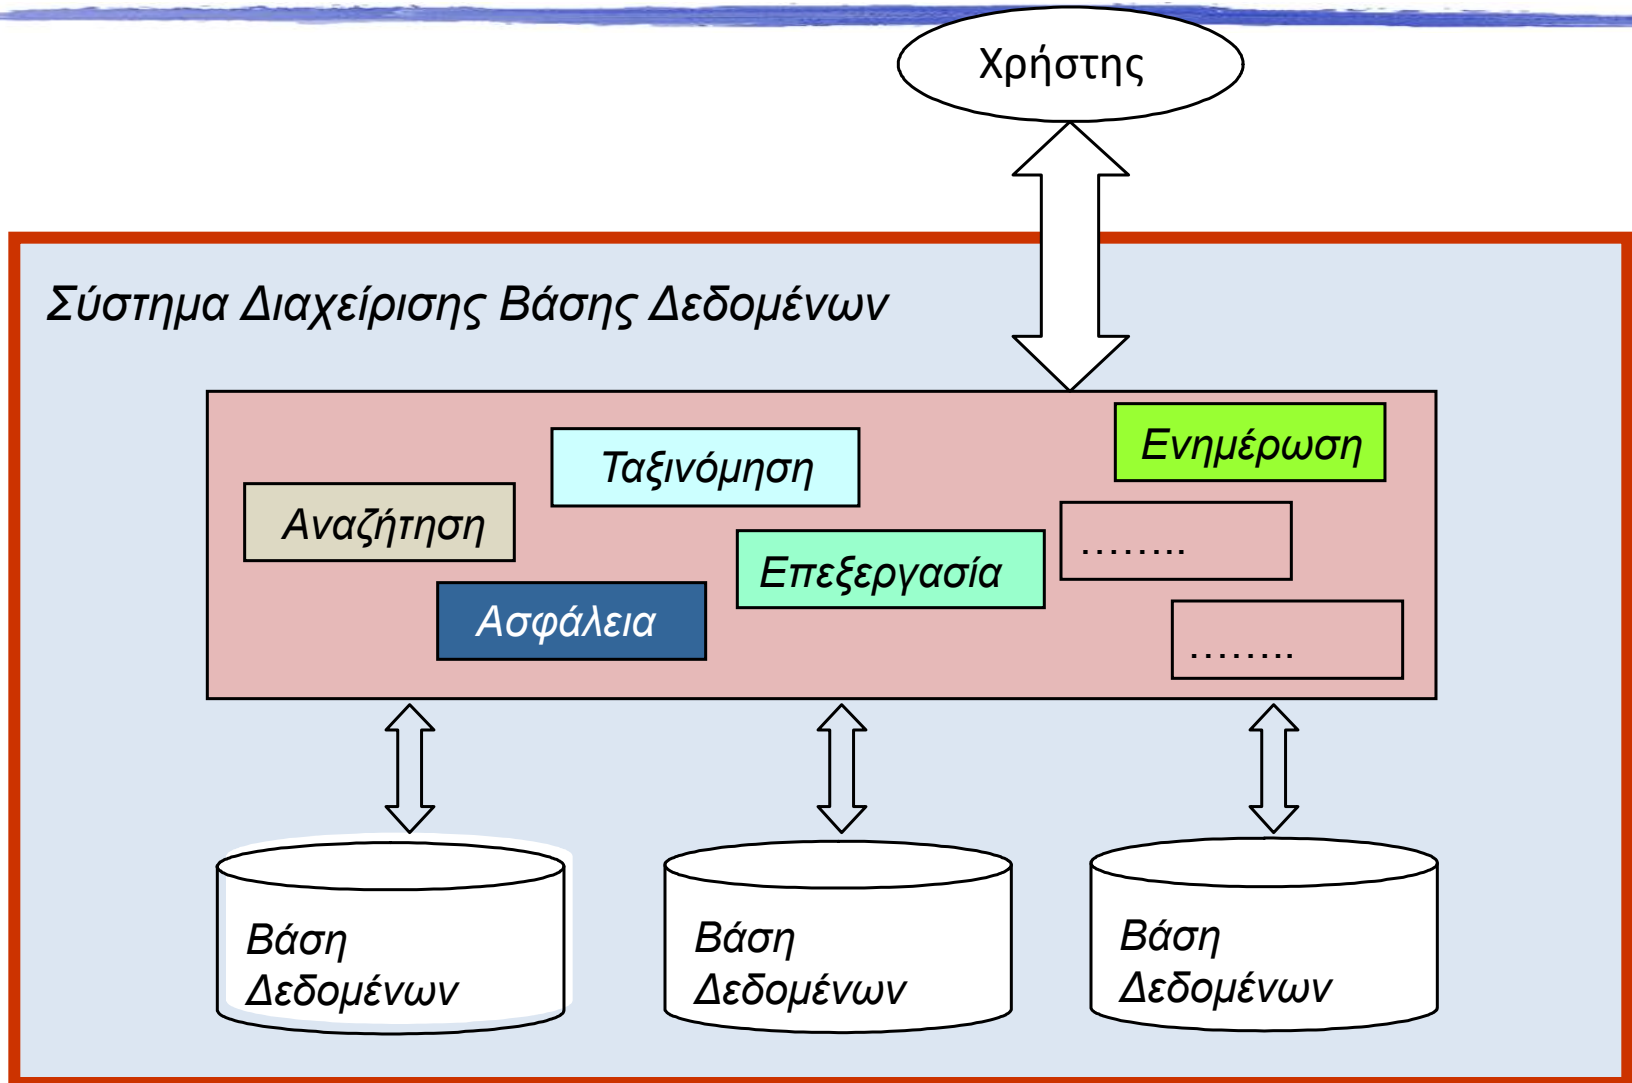 Χρήστης
Σύστημα Διαχείρισης Βάσης Δεδομένων
Ενημέρωση
Ταξινόμηση
Αναζήτηση
........
Επεξεργασία
Ασφάλεια
........
Βάση
Δεδομένων
Βάση
Δεδομένων
Βάση
Δεδομένων